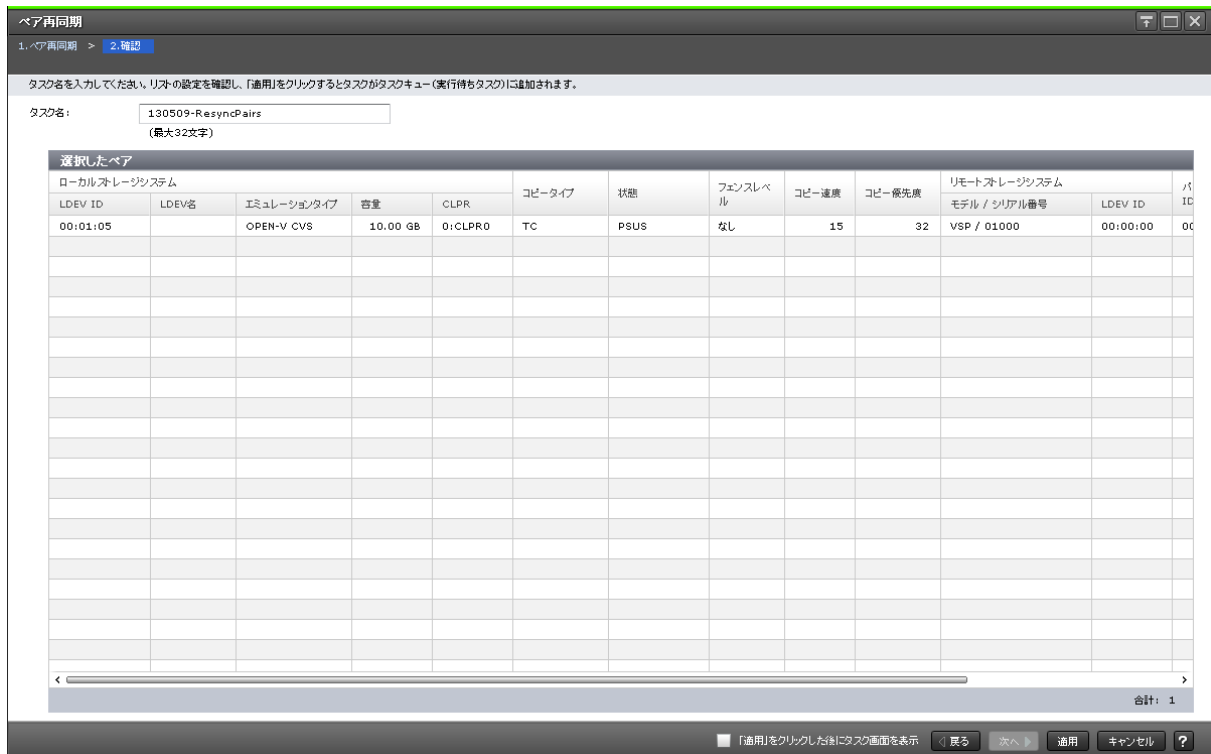 ペア再同期
1.ペア再同期 > 2.確認
タスク名を入力してください。リストの設定を確認し、「適用」をクリックするとタスクがタスクキュー(実行待ちタスク)に追加されます。
タスク名: 130509-ResyncPairs
(最大32文字)
選択したペア
ローカルストレージシステム コピータイプ 状態 フェンスレベル コピー速度 コピー優先度 リモートストレージシステム パ
LDEV ID LDEV名 エミュレーションタイプ 容量 CLPR モデル / シリアル番号 LDEV ID ID
00:01:05 OPEN-V CVS 10.00 GB 0:CLPR0 TC PSUS なし 15 32 VSP / 01000 00:00:00 00
合計: 1
「適用」をクリックした後にタスク画面を表示 戻る 次へ 適用 キャンセル ?